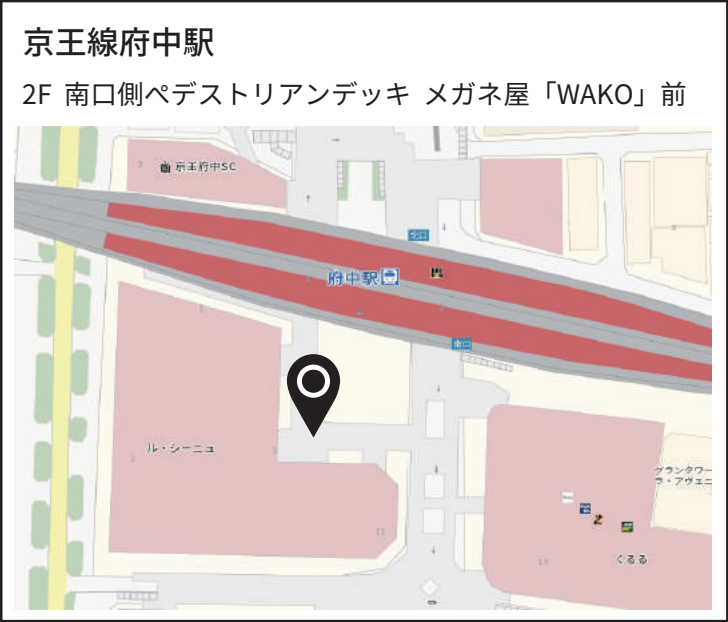 京王線府中駅
2F 南口側ペデストリアンデッキ メガネ屋「WAKO」前
京王府中SC
北口
府中駅
南口
ル・シーニュ
グランタワー
ラ・アヴェニ
くるる